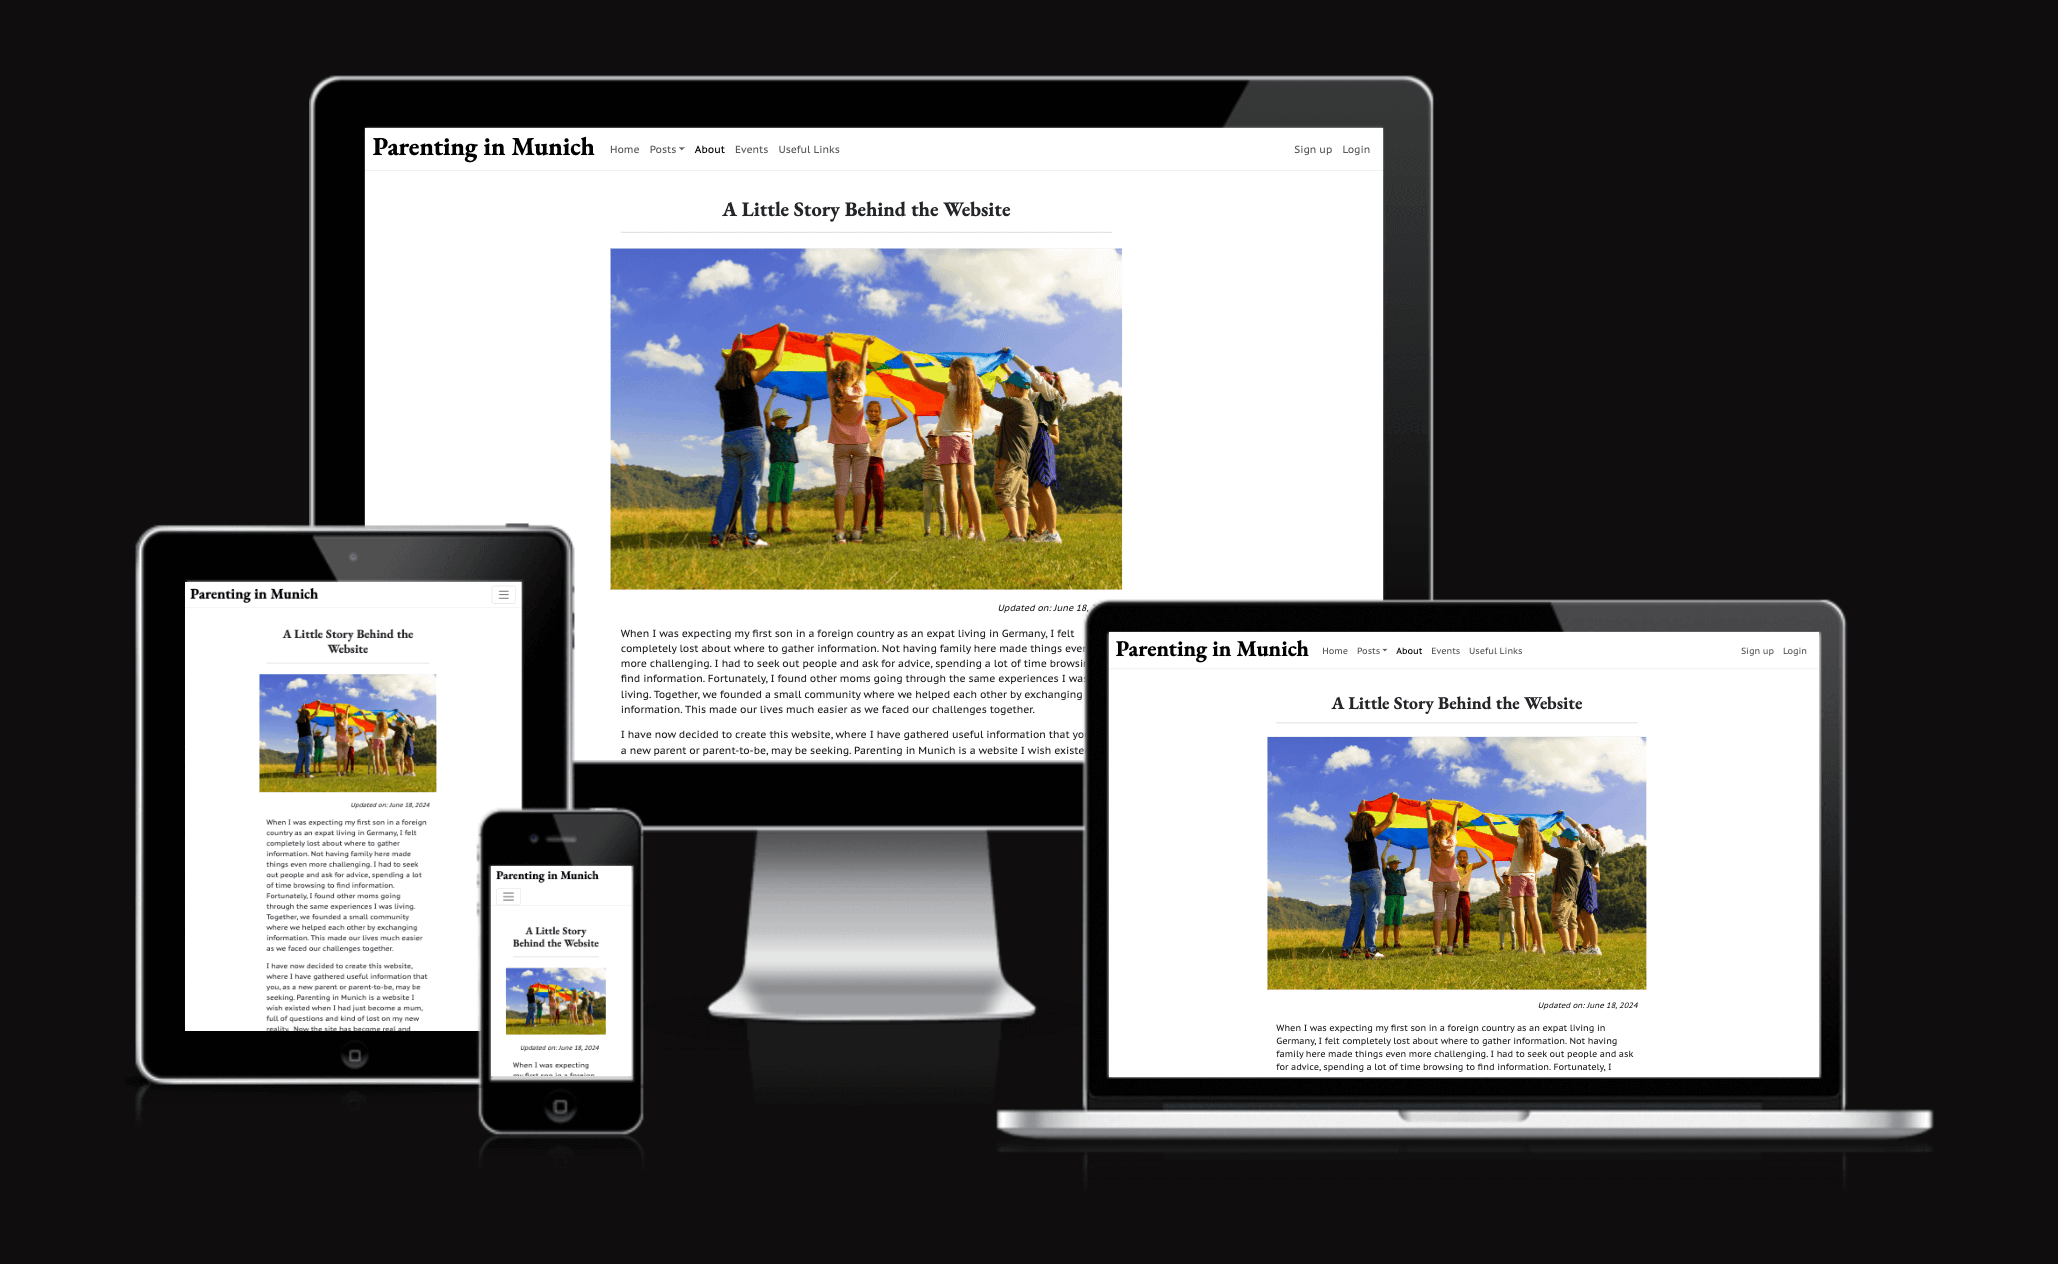 Parenting in Munich Home Posts About Events Useful Links Sign up Login
A Little Story Behind the Website
Updated on: June 18,
When I was expecting my first son in a foreign country as an expat living in Germany, I felt
completely lost about where to gather information. Not having family here made things
more challenging. I had to seek out people and ask for advice, spending a lot of time
find information. Fortunately, I found other moms going through the same experiences I
living. Together, we founded a small community where we helped each other by exchanging
information. This made our lives much easier as we faced our challenges together.
I have now decided to create this website, where I have gathered useful information that
a new parent or parent-to-be, may be seeking. Parenting in Munich is a website I wish
Parenting in Munich
A Little Story Behind the
Website
Updated on: June 18, 2024
When I was expecting my first son in a foreign
country as an expat living in Germany, I felt
completely lost about where to gather
information. Not having family here made
things even more challenging. I had to seek
out people and ask for advice, spending a lot
of time browsing to find information.
Fortunately, I found other moms going
through the same experiences I was living.
Together, we founded a small community
where we helped each other by exchanging
information. This made our lives much easier
as we faced our challenges together.
I have now decided to create this website,
where I have gathered useful information that
you, as a new parent or parent-to-be, may be
seeking. Parenting in Munich is a website I
wish existed when I had just become a mum,
full of questions and kind of lost on my new
reality. Now the site has become real and
Parenting in Munich
A Little Story
Behind the Website
Updated on: June 18, 2024
When I was expecting
my first son in a foreign
Parenting in Munich Home Posts About Events Useful Links Sign up Login
A Little Story Behind the Website
Updated on: June 18, 2024
When I was expecting my first son in a foreign country as an expat living in
Germany, I felt completely lost about where to gather information. Not having
family here made things even more challenging. I had to seek out people and ask
for advice, spending a lot of time browsing to find information. Fortunately, I